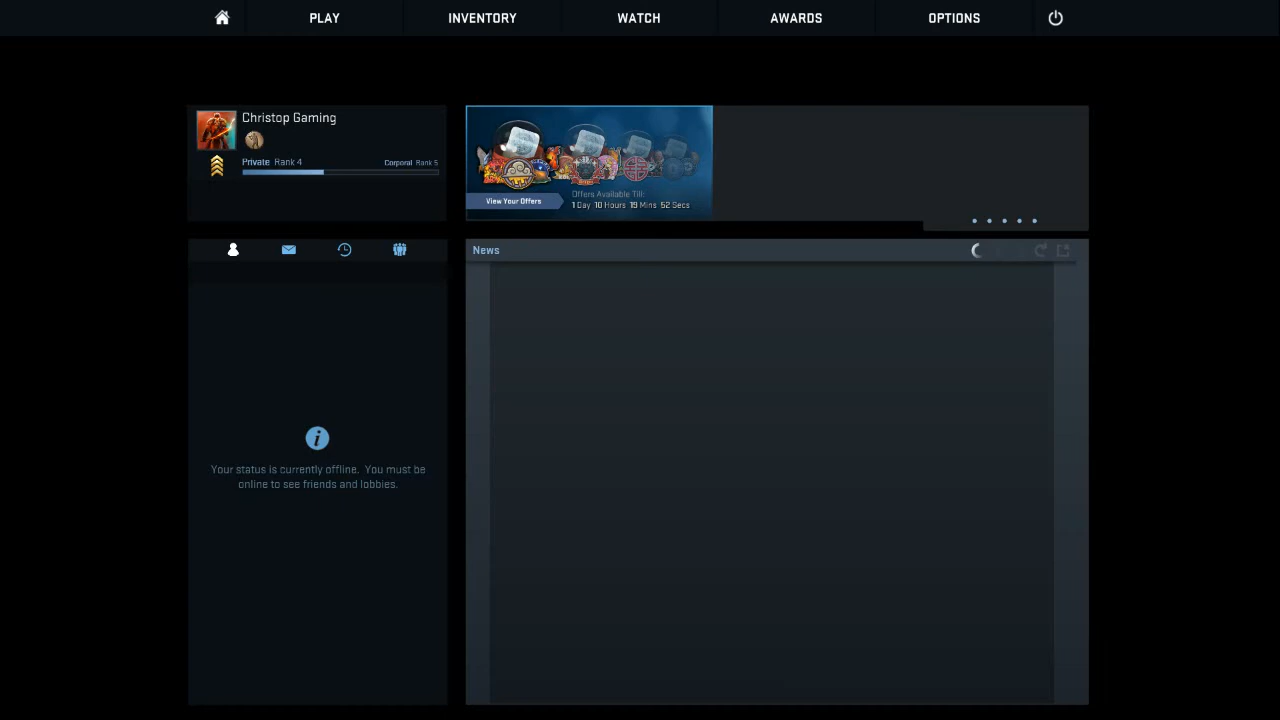 PLAY
INVENTORY
WATCH
AWARDS
OPTIONS
Christop Gaming
Private Rank 4
Corporal Rank 5
View Your Offers
Offers Available Till:
1 Day 10 Hours 19 Mins 52 Secs
News
Your status is currently offline. You must be
online to see friends and lobbies.